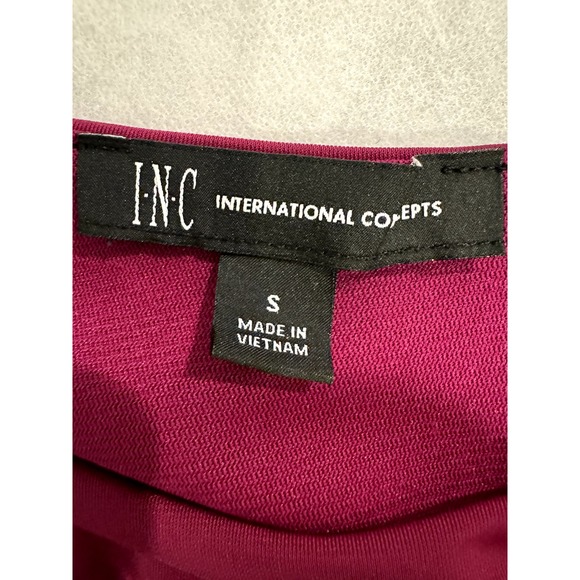 I·N·C INTERNATIONAL CONCEPTS
S
MADE IN
VIETNAM